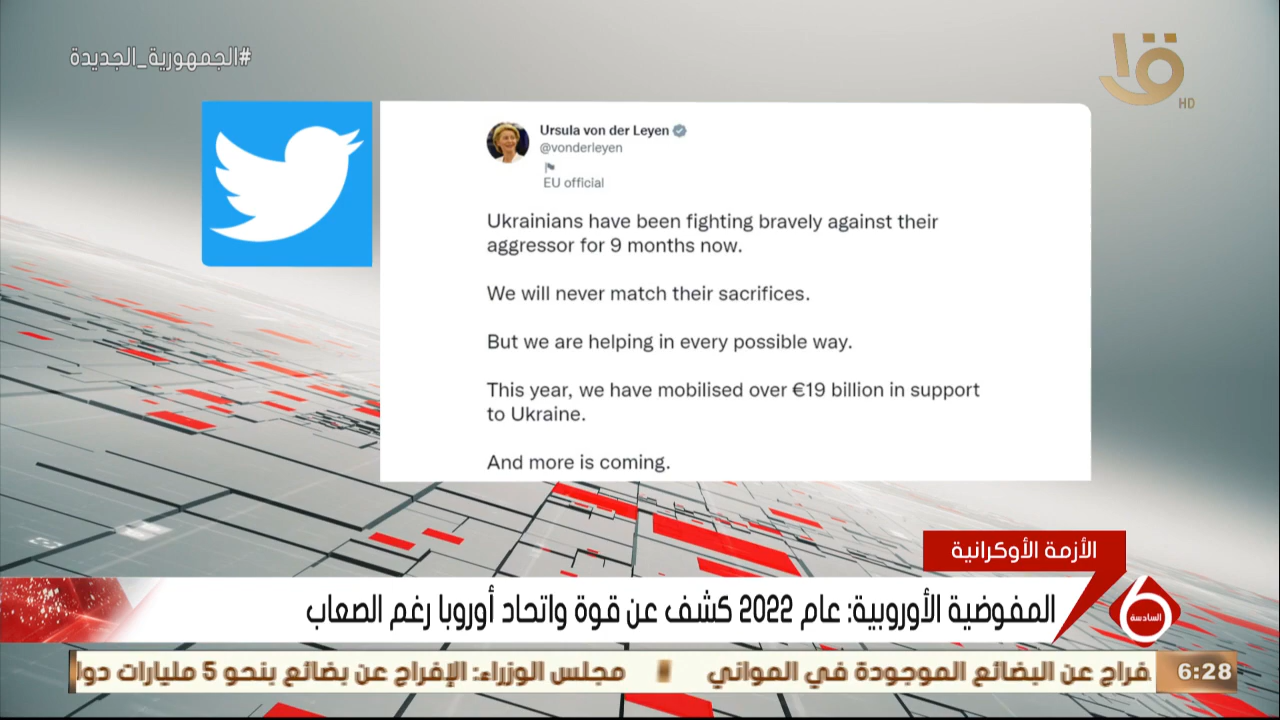 #الجمهورية_الجديدة
HD
Ursula von der Leyen
@vonderleyen
EU official
Ukrainians have been fighting bravely against their
aggressor for 9 months now.
We will never match their sacrifices.
But we are helping in every possible way.
This year, we have mobilised over €19 billion in support
to Ukraine.
And more is coming.
الأزمة الأوكرانية
المفوضية الأوروبية: عام 2022 كشف عن قوة واتحاد أوروبا رغم الصعاب
السادسة
6:28
فراج عن البضائع الموجودة في المواني
مجلس الوزراء: الإفراج عن بضائع بنحو 5 مليارات دولا